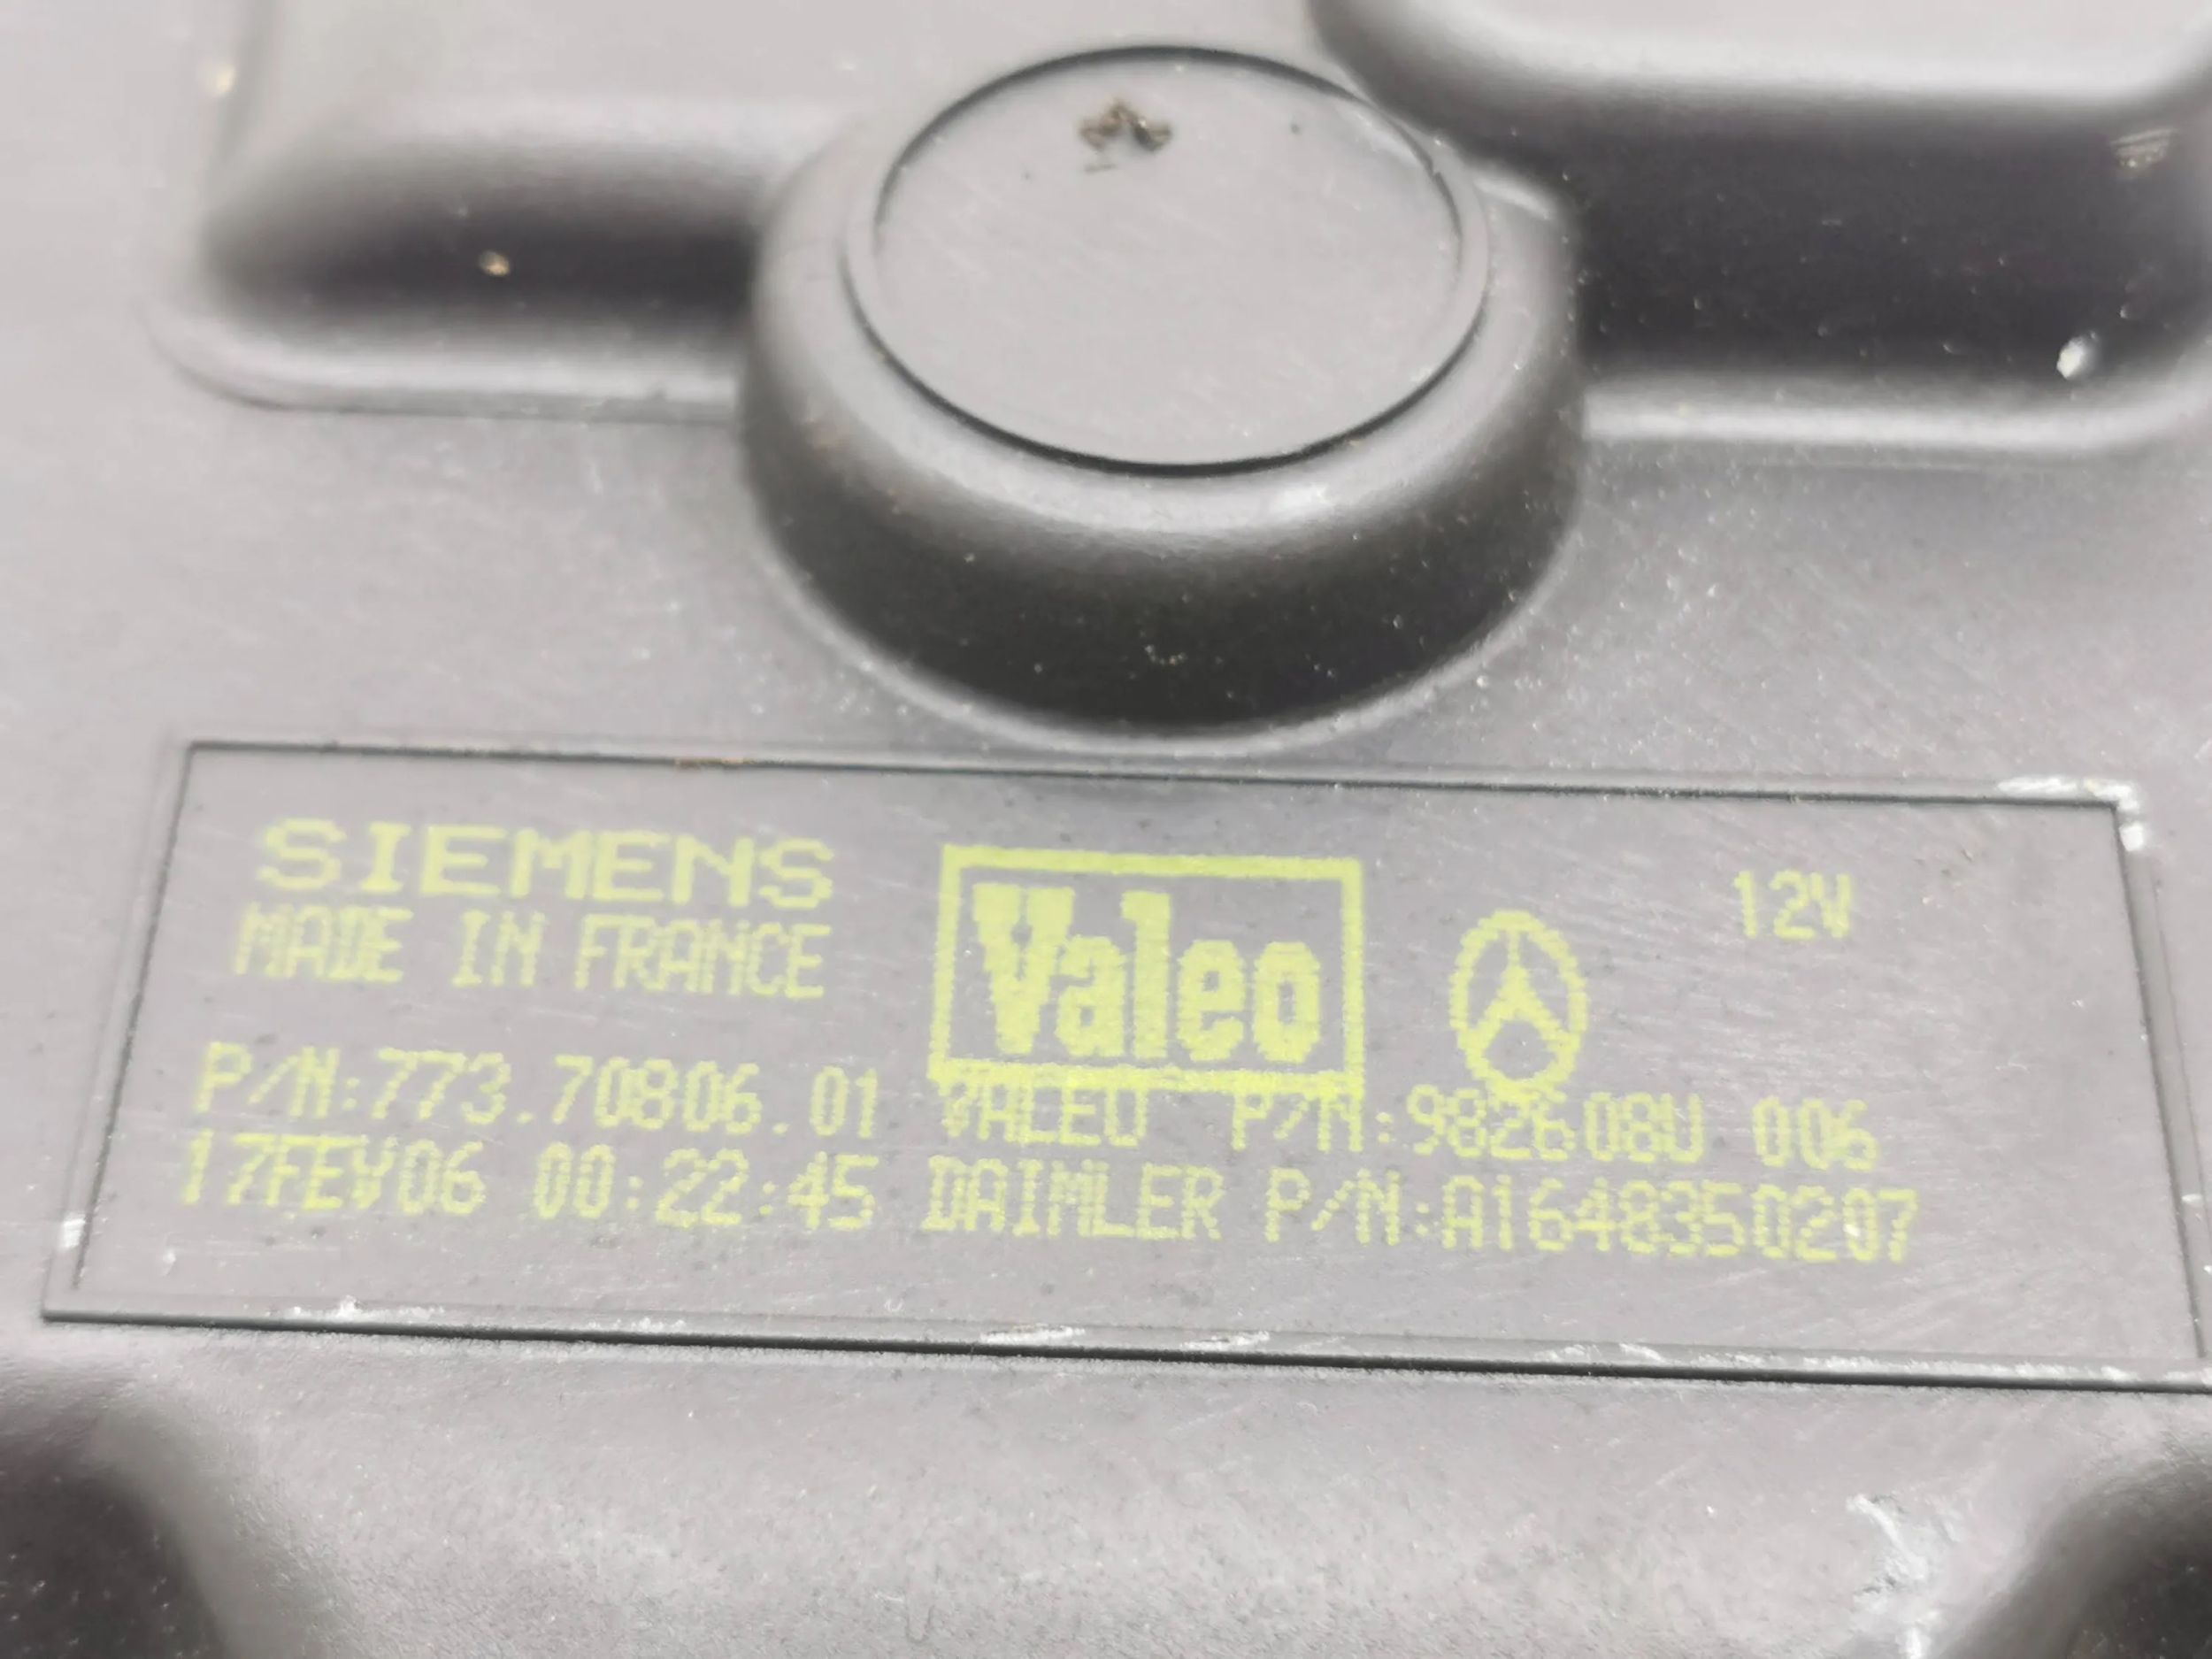 SIEMENS
MADE IN FRANCE
Valeo
12V
P/N:773.70806.01 VALEO P/N:982608U 006
17FEV06 00:22:45 DAIMLER P/N:A1648350207